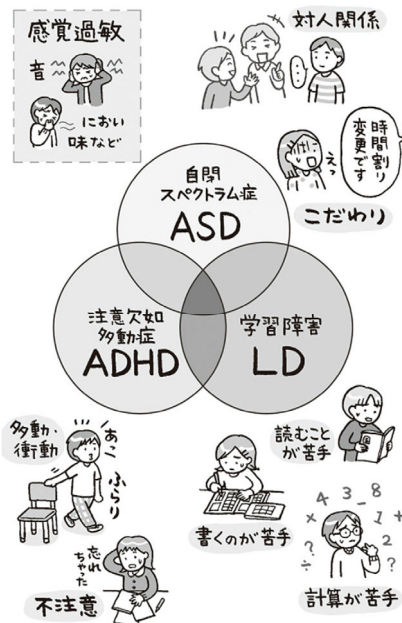 感覚過敏
音
におい
味など
対人関係
時間割り
変更です
えっ
こだわり
自閉
スペクトラム症
ASD
注意欠如
多動症
ADHD
学習障害
LD
多動・
衝動
あこ
ふらり
読むこと
が苦手
書くのが苦手
忘れ
ちゃった
不注意
4 3 8
× 1 +
? 2
÷ ?
計算が苦手